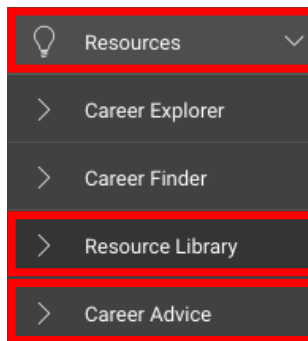 Resources
Career Explorer
Career Finder
Resource Library
Career Advice